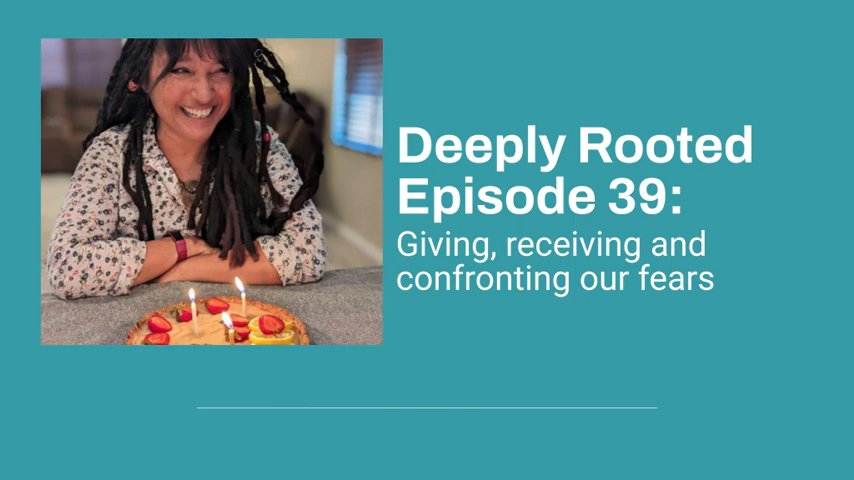 Deeply Rooted
Episode 39:
Giving, receiving and
confronting our fears